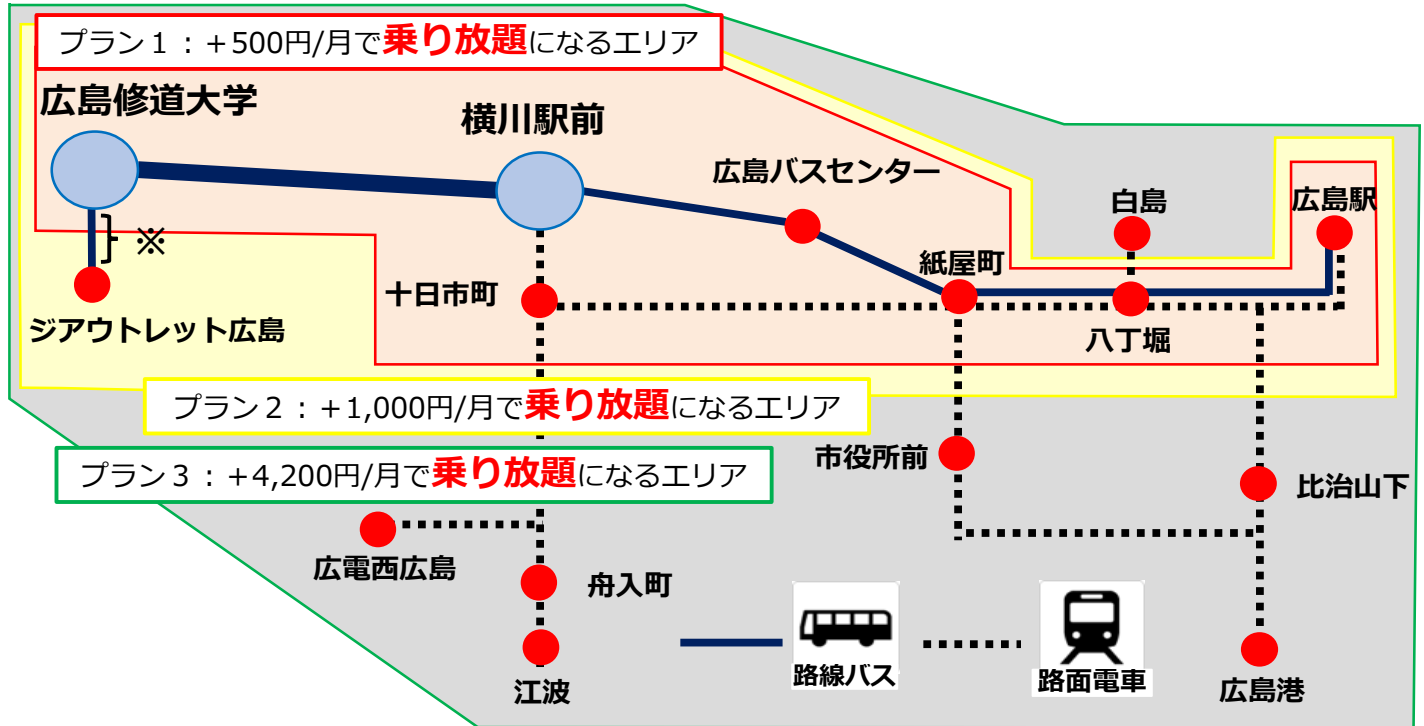 プラン１：＋500円/月で乗り放題になるエリア
広島修道大学
横川駅前
広島バスセンター
白島
広島駅
※
紙屋町
十日市町
ジアウトレット広島
八丁堀
プラン２：＋1,000円/月で乗り放題になるエリア
市役所前
プラン３：＋4,200円/月で乗り放題になるエリア
比治山下
広電西広島
舟入町
路線バス
路面電車
江波
広島港